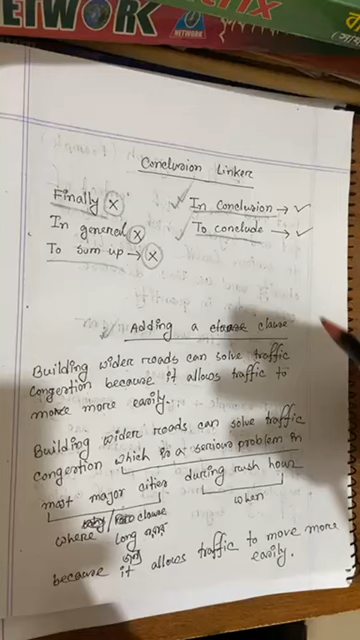 NETWORK
NETWORK
Conclusion Linker
Finally (X)
In conclusion → ✓
In general (X)
To conclude → ✓
To sum up → (X)
Adding a clause
Building wider roads can solve traffic
congestion because it allows traffic to
move more easily.
Building wider roads can solve traffic
congestion which is a serious problem in
most major cities during rush hour
when
where clause
long
because it allows traffic to move more
easily.